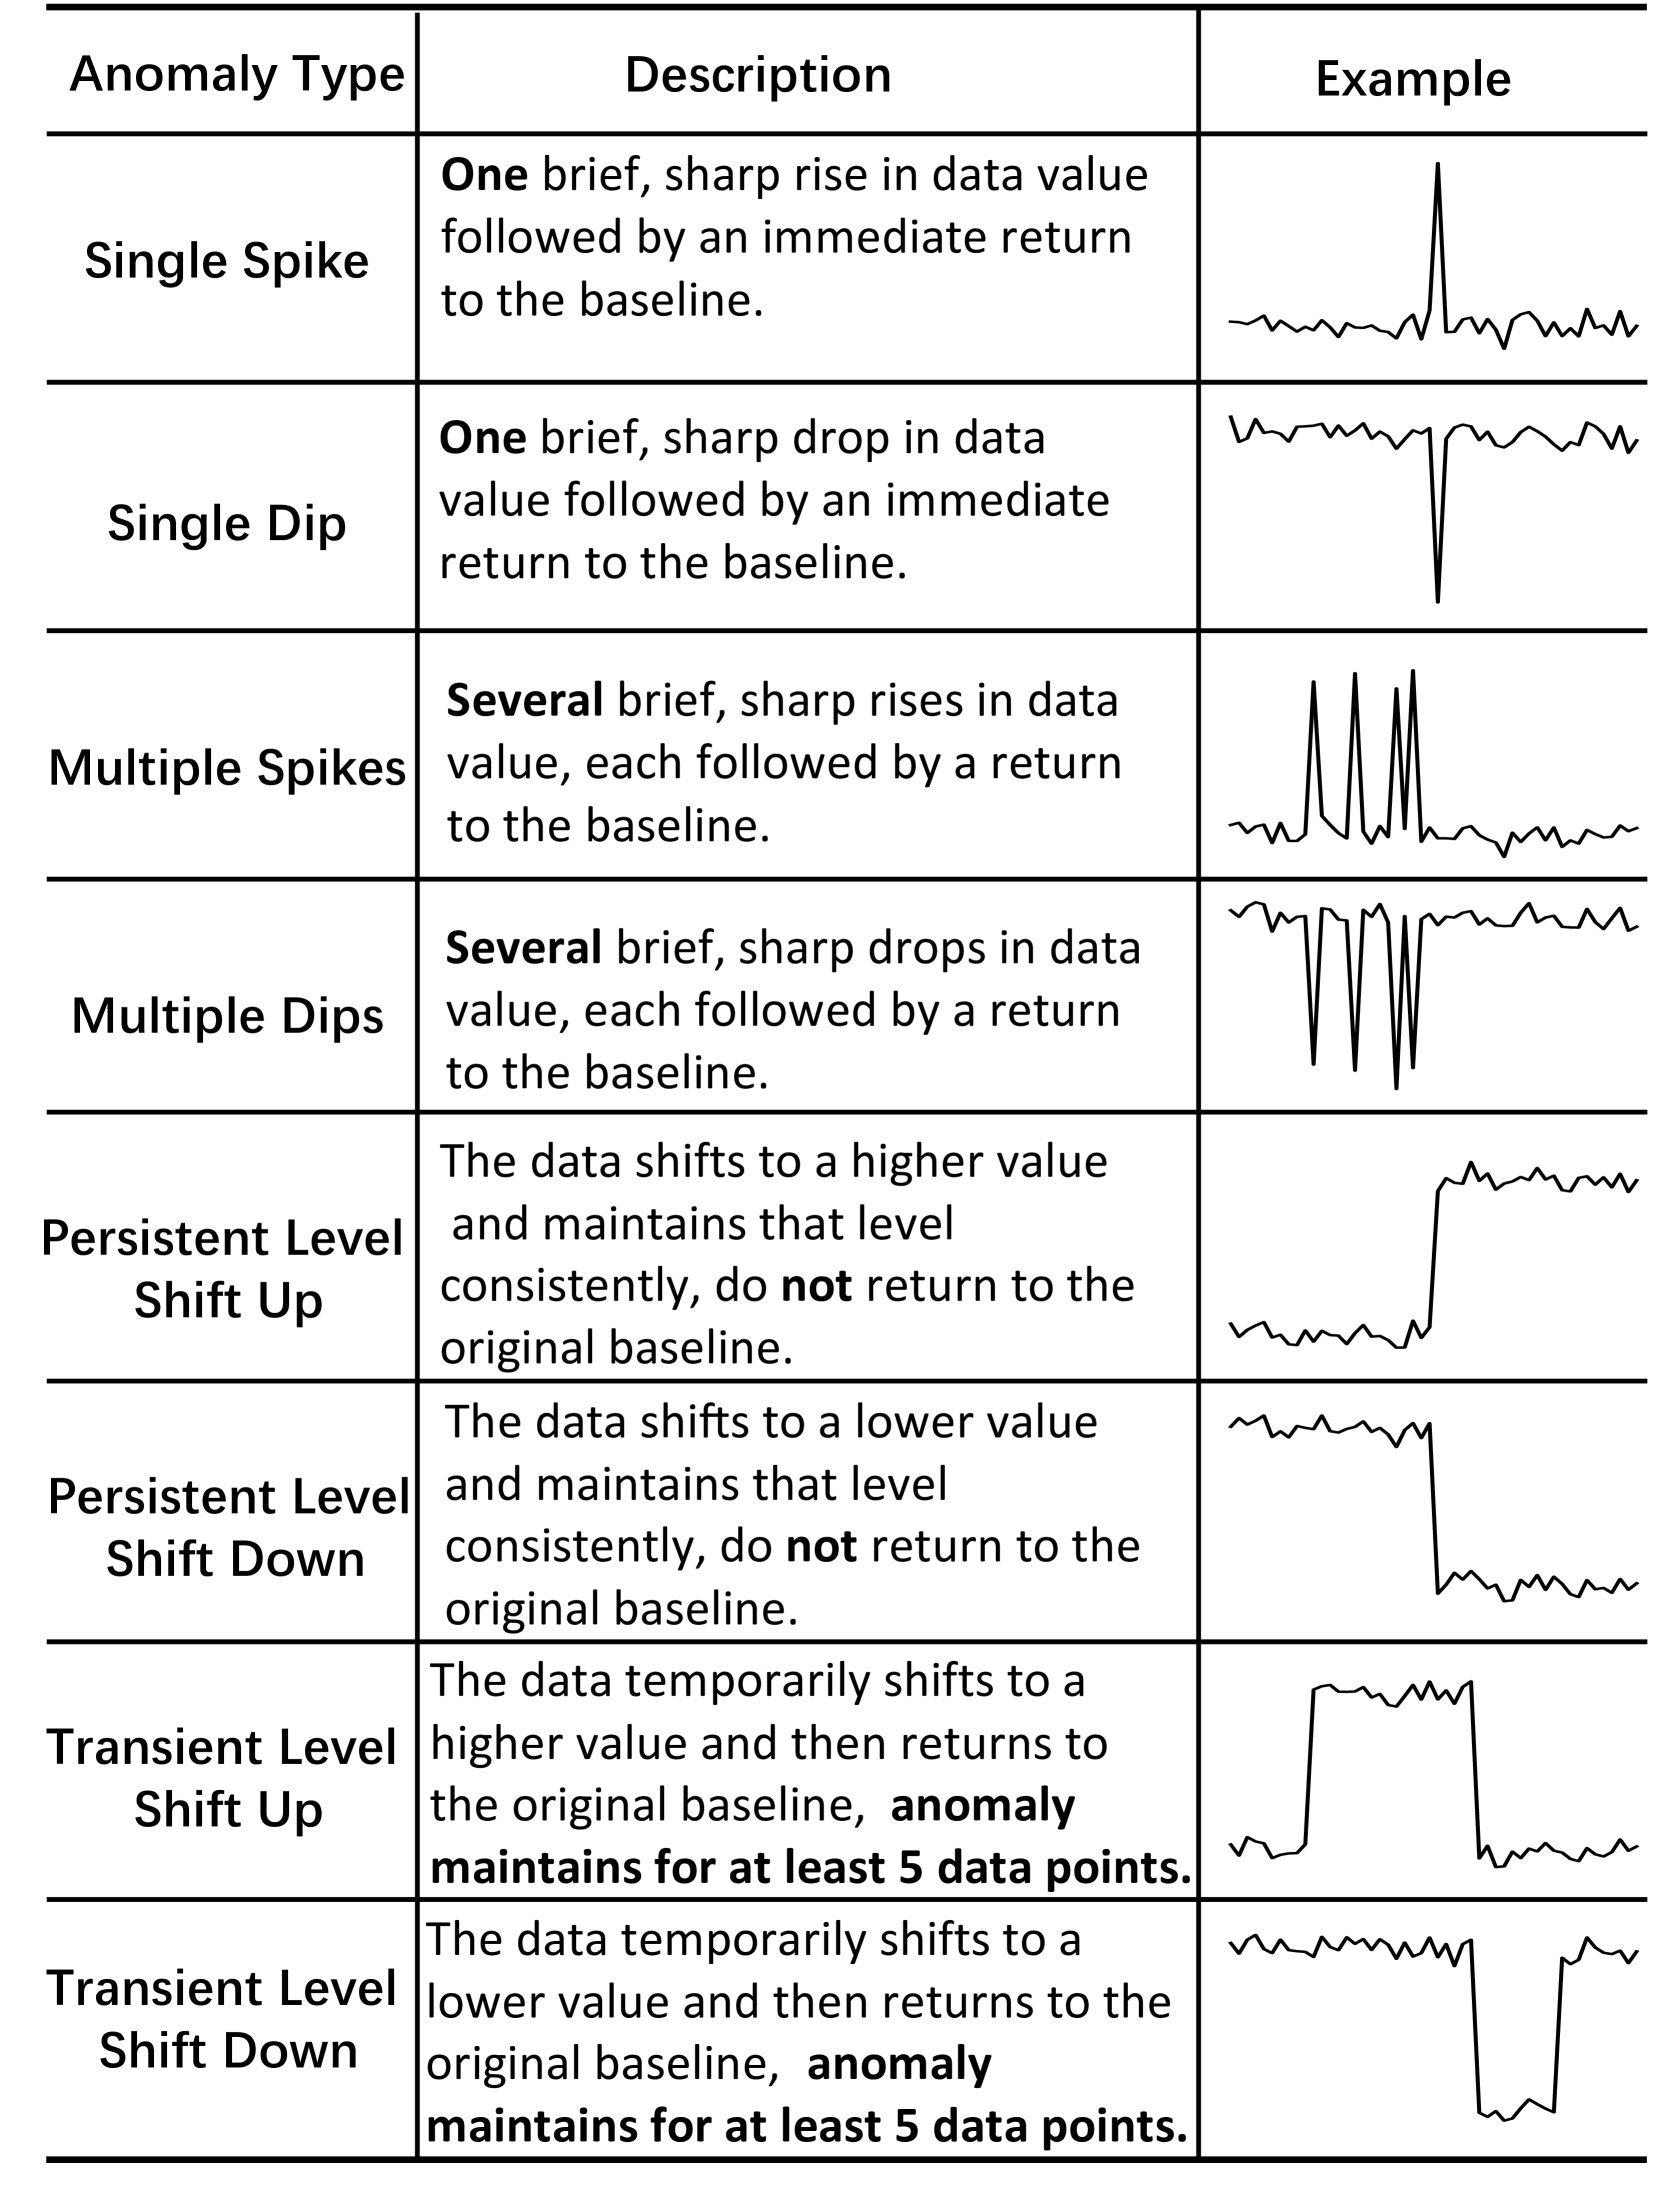 Anomaly Type
Description
Example
Single Spike
One brief, sharp rise in data value
followed by an immediate return
to the baseline.
Single Dip
One brief, sharp drop in data
value followed by an immediate
return to the baseline.
Multiple Spikes
Several brief, sharp rises in data
value, each followed by a return
to the baseline.
Multiple Dips
Several brief, sharp drops in data
value, each followed by a return
to the baseline.
Persistent Level
Shift Up
The data shifts to a higher value
and maintains that level
consistently, do not return to the
original baseline.
Persistent Level
Shift Down
The data shifts to a lower value
and maintains that level
consistently, do not return to the
original baseline.
Transient Level
Shift Up
The data temporarily shifts to a
higher value and then returns to
the original baseline, anomaly
maintains for at least 5 data points.
Transient Level
Shift Down
The data temporarily shifts to a
lower value and then returns to the
original baseline, anomaly
maintains for at least 5 data points.